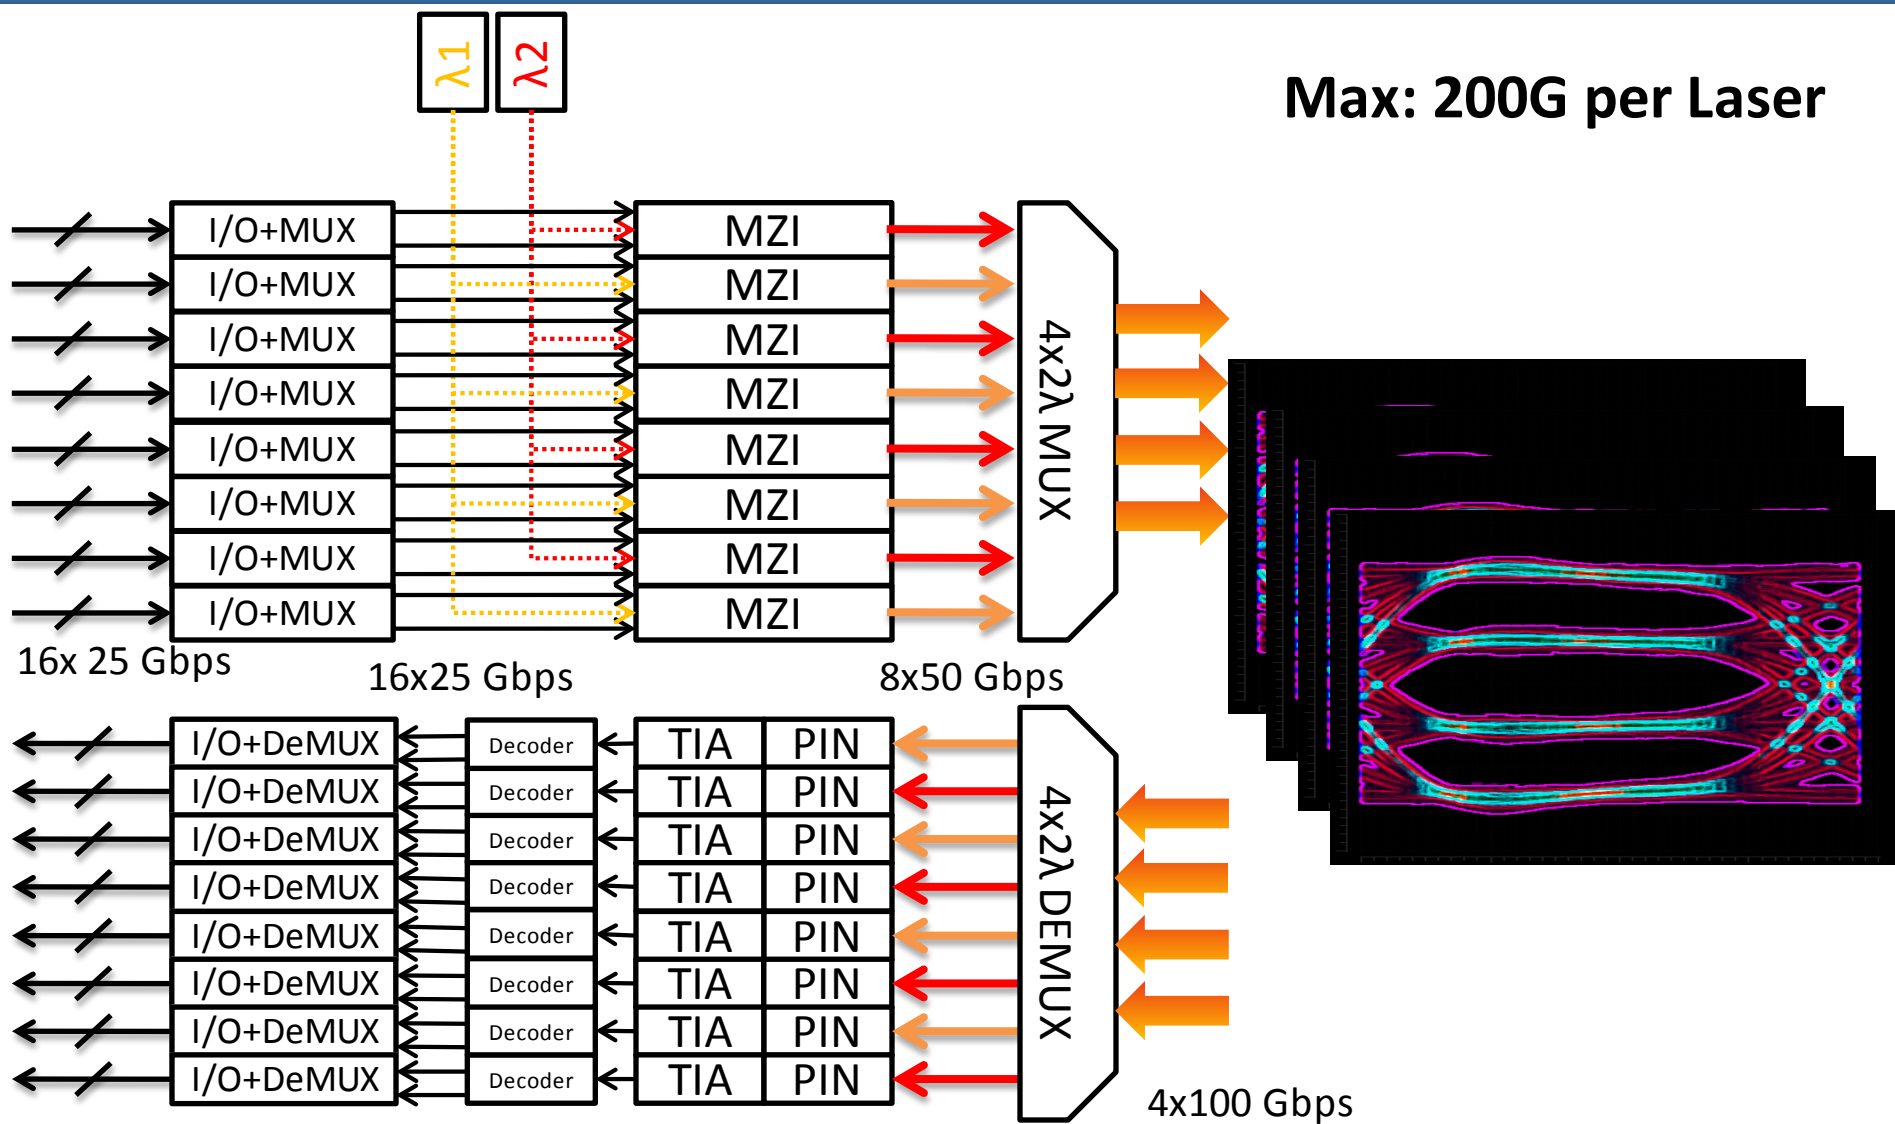 λ1
λ2
Max: 200G per Laser
I/O+MUX
MZI
I/O+MUX
MZI
I/O+MUX
MZI
I/O+MUX
MZI
I/O+MUX
MZI
I/O+MUX
MZI
I/O+MUX
MZI
I/O+MUX
MZI
4x2λ MUX
16x 25 Gbps
16x25 Gbps
8x50 Gbps
I/O+DeMUX
Decoder
TIA
PIN
I/O+DeMUX
Decoder
TIA
PIN
I/O+DeMUX
Decoder
TIA
PIN
I/O+DeMUX
Decoder
TIA
PIN
I/O+DeMUX
Decoder
TIA
PIN
I/O+DeMUX
Decoder
TIA
PIN
I/O+DeMUX
Decoder
TIA
PIN
I/O+DeMUX
Decoder
TIA
PIN
4x2λ DEMUX
4x100 Gbps